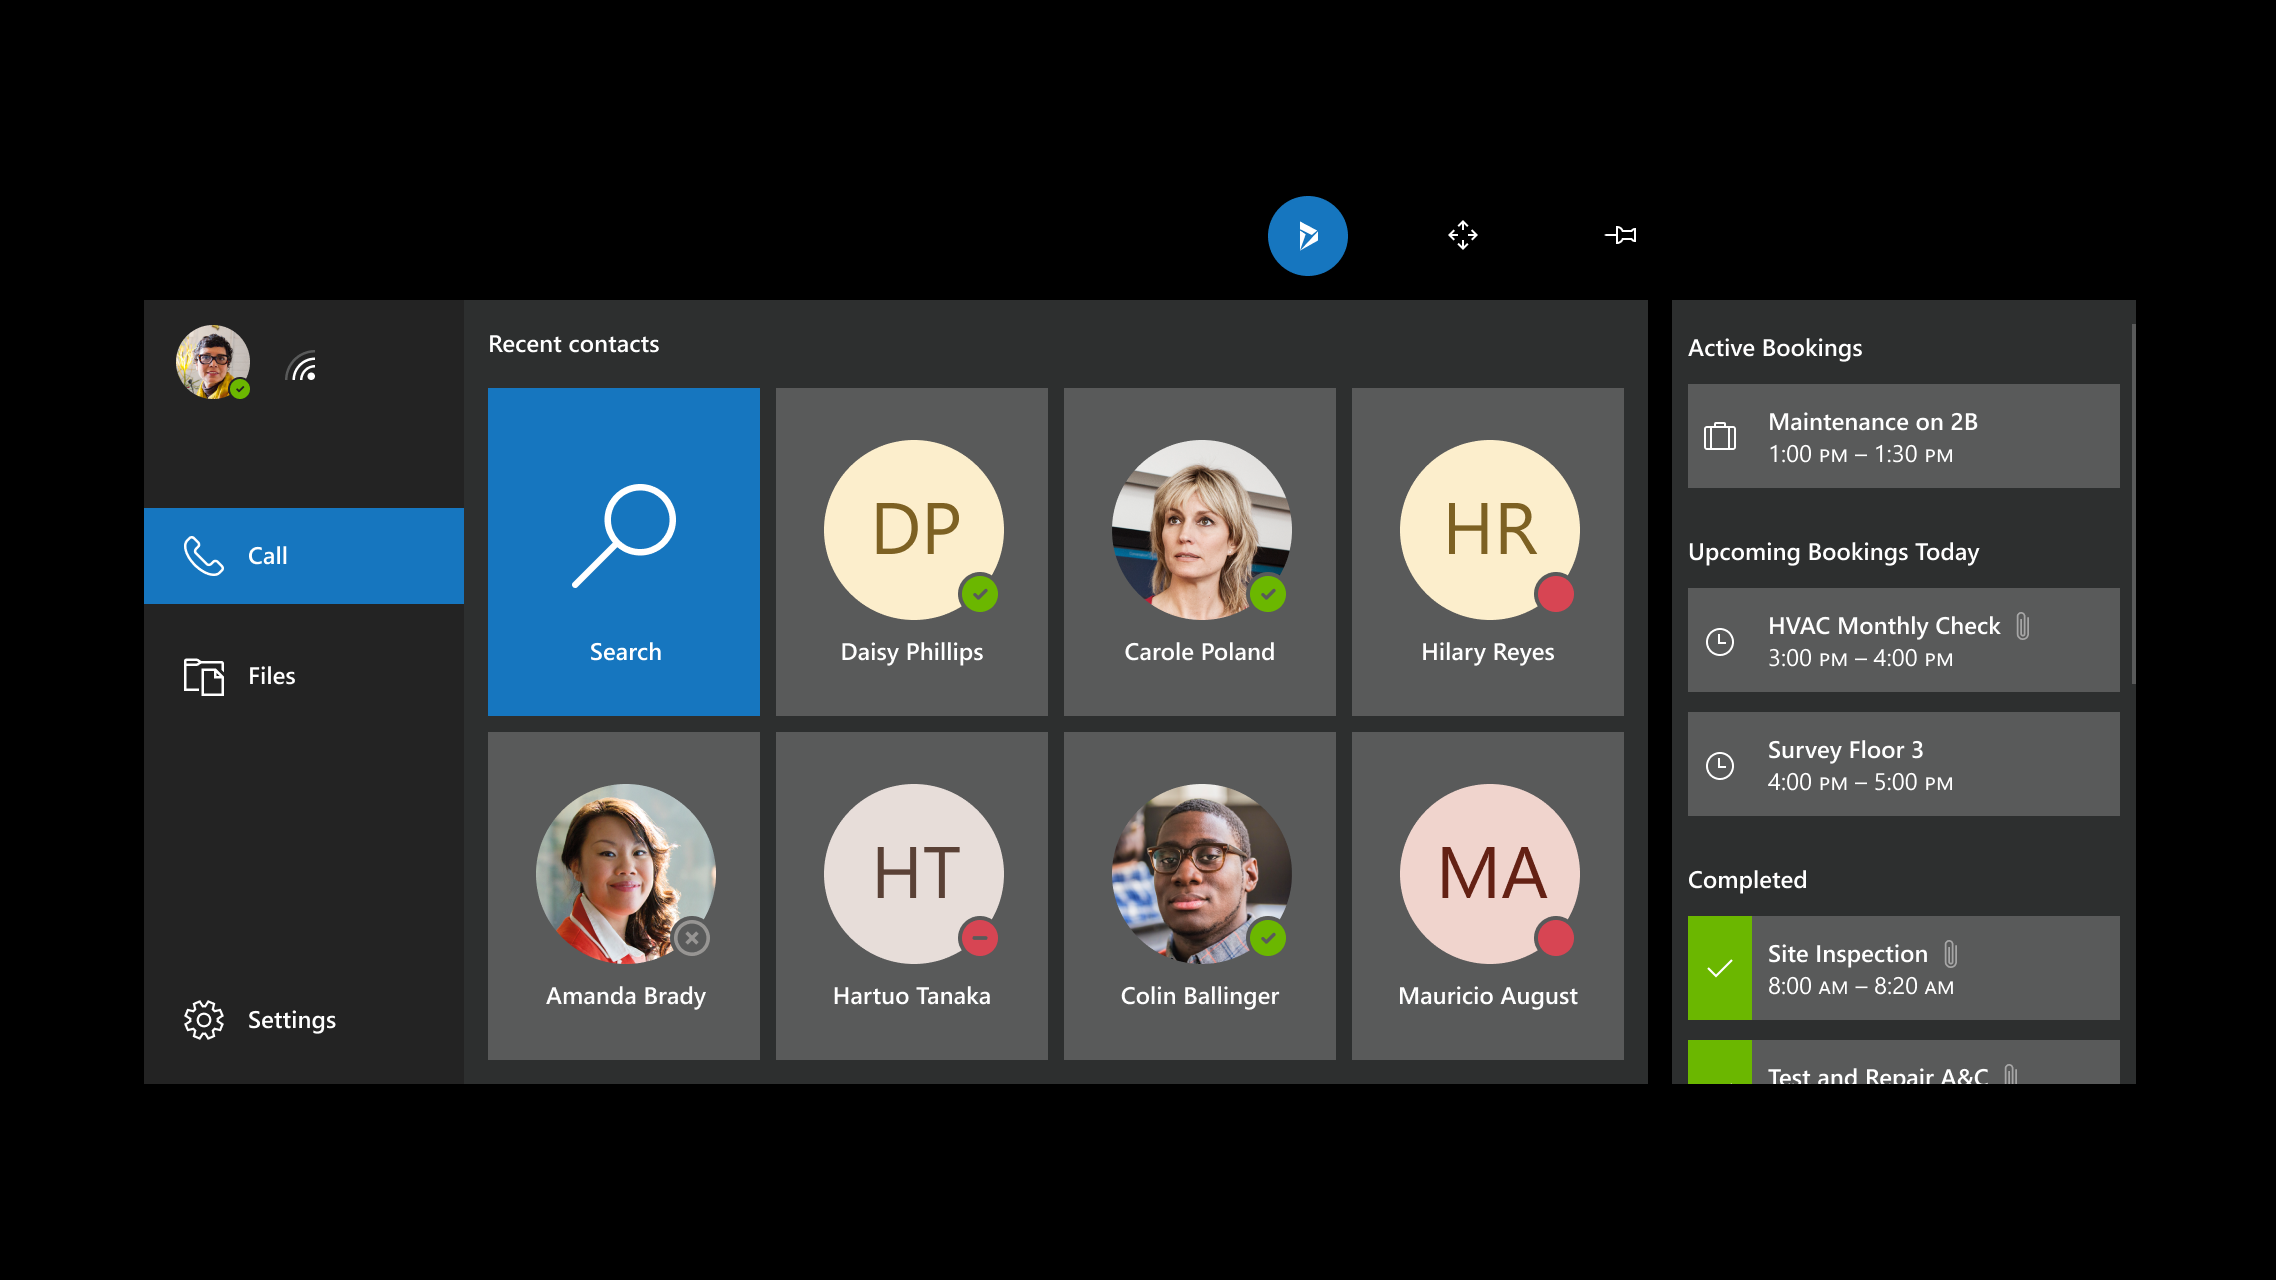 Recent contacts
Call
Files
Settings
Search
DP
Daisy Phillips
Carole Poland
HR
Hilary Reyes
Amanda Brady
HT
Hartuo Tanaka
Colin Ballinger
MA
Mauricio August
Active Bookings
Maintenance on 2B
1:00 PM – 1:30 PM
Upcoming Bookings Today
HVAC Monthly Check
3:00 PM – 4:00 PM
Survey Floor 3
4:00 PM – 5:00 PM
Completed
Site Inspection
8:00 AM – 8:20 AM
Test and Repair A&C